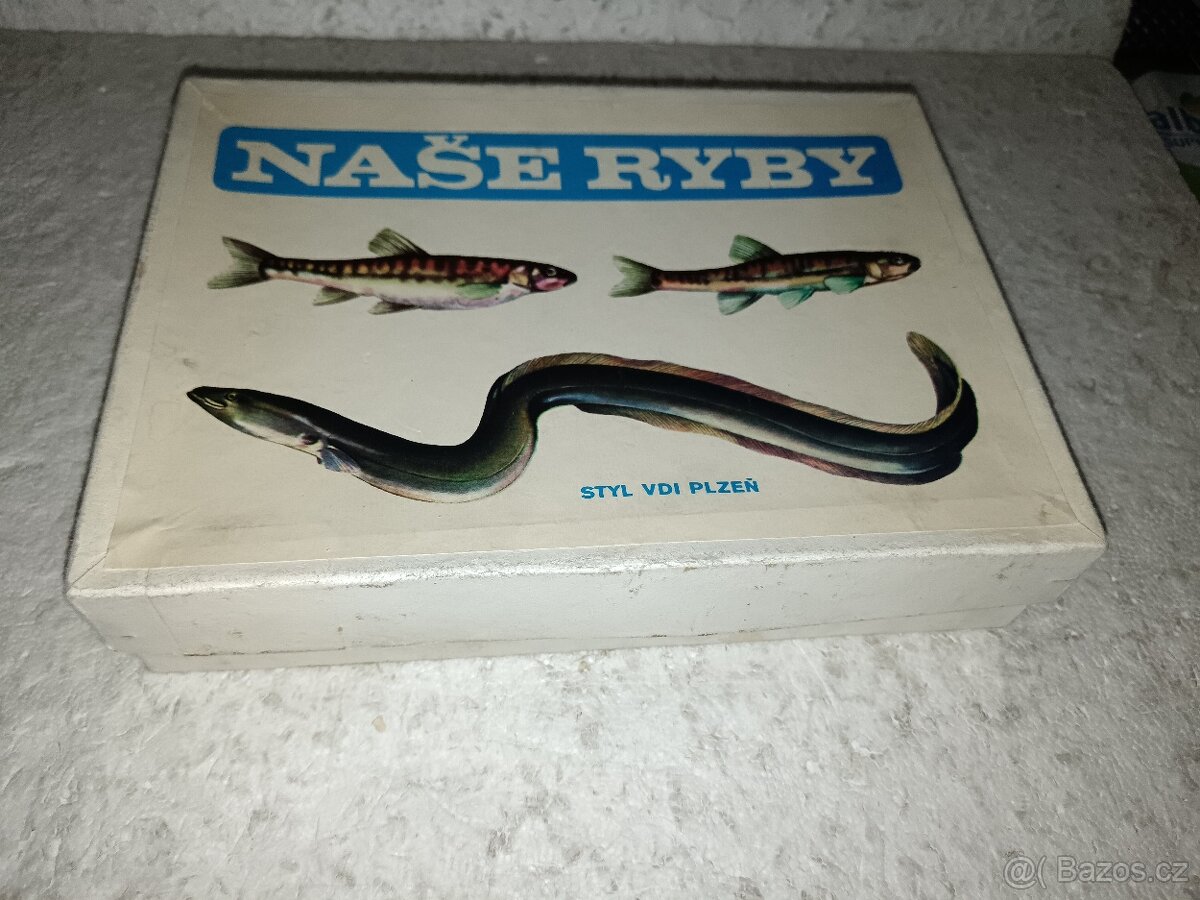 NAŠE RYBY
STYL VDI PLZEŇ
@( Bazos.cz